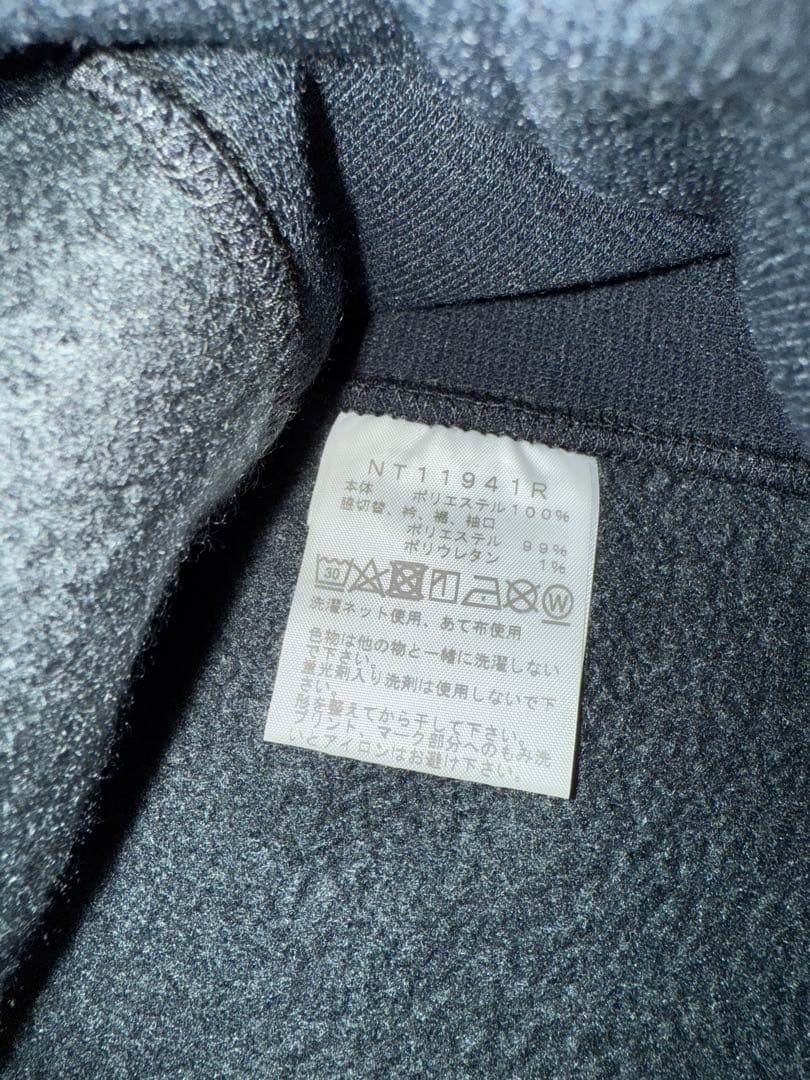 NT11941R
本体 ポリエステル100%
脇切替、衿、裾、袖口
ポリエステル 99%
ポリウレタン 1%
30 W
洗濯ネット使用、あて布使用
色物は他の物と一緒に洗濯しない
で下さい。
蛍光剤入り洗剤は使用しないで下
さい。
形を整えてから干して下さい。
プリント、マーク部分へのもみ洗
いとアイロンはお避け下さい。